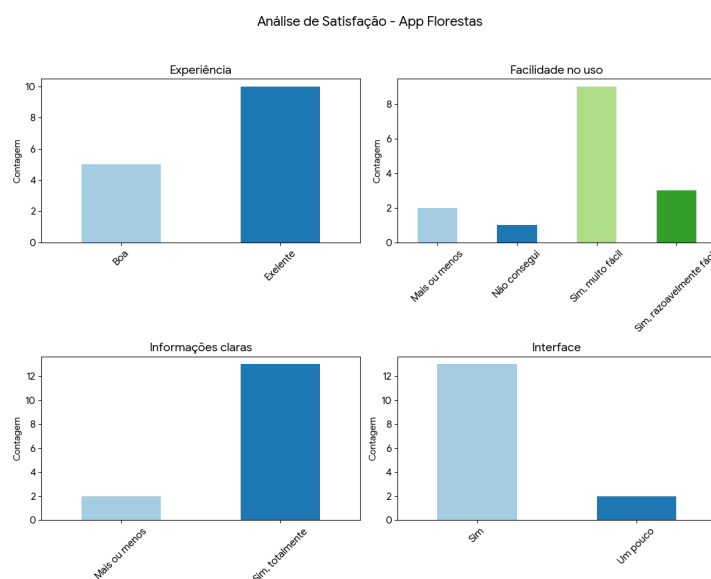 Análise de Satisfação - App Florestas
Experiência
Contagem
10
8
6
4
2
0
Boa
Exelente
Facilidade no uso
Contagem
8
6
4
2
0
Mais ou menos
Não consegui
Sim, muito fácil
Sim, razoavelmente fác
Informações claras
Contagem
12
10
8
6
4
2
0
Mais ou menos
Sim, totalmente
Interface
Contagem
12
10
8
6
4
2
0
Sim
Um pouco